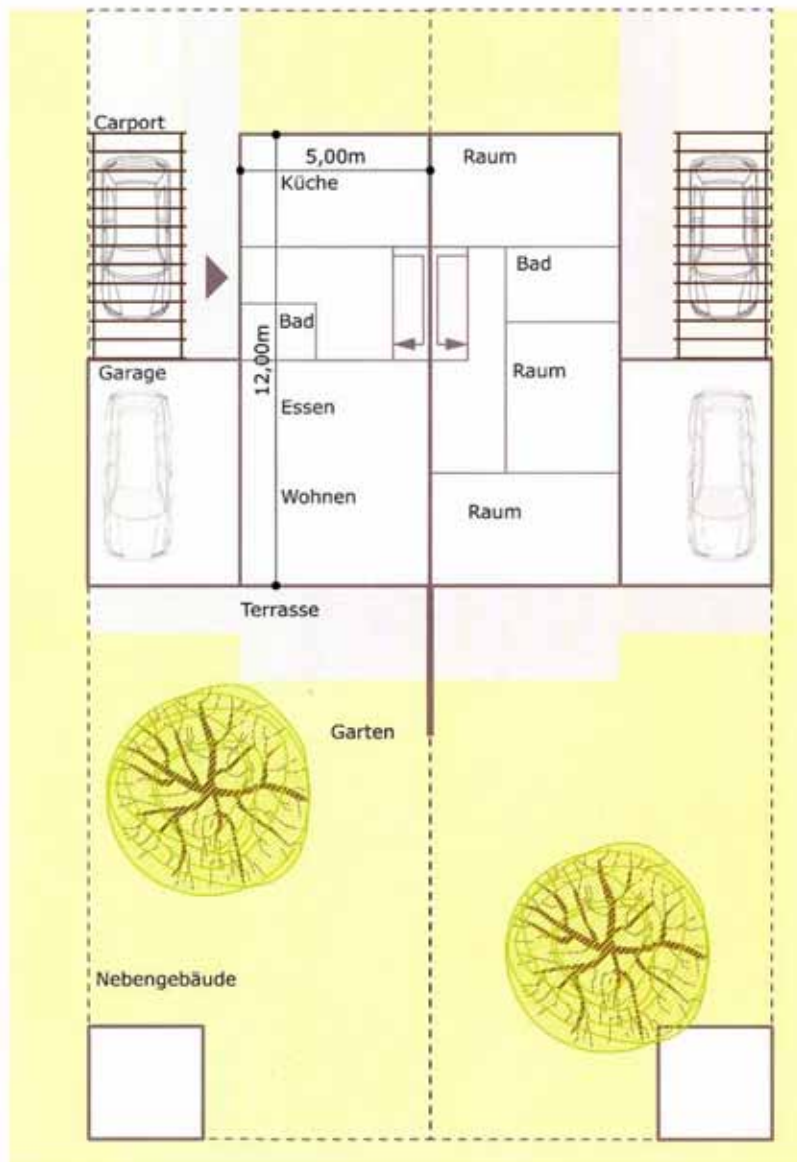 Carport
5,00m
Raum
Küche
Bad
Bad
12,00m
Garage
Raum
Essen
Wohnen
Raum
Terrasse
Garten
Nebengebäude